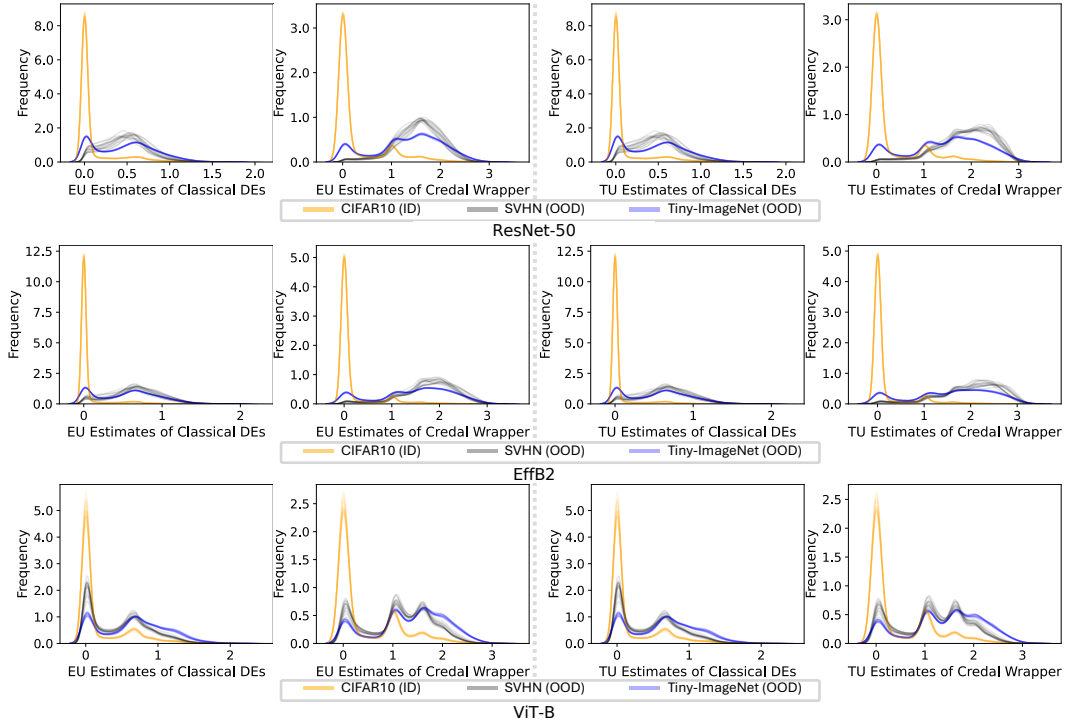 8.0
6.0
4.0
2.0
0.0
Frequency
0.0 0.5 1.0 1.5 2.0
EU Estimates of Classical DEs
3.0
2.0
1.0
0.0
Frequency
0 1 2 3
EU Estimates of Credal Wrapper
8.0
6.0
4.0
2.0
0.0
Frequency
0.0 0.5 1.0 1.5 2.0
TU Estimates of Classical DEs
3.0
2.0
1.0
0.0
Frequency
0 1 2 3
TU Estimates of Credal Wrapper
CIFAR10 (ID) SVHN (OOD) Tiny-ImageNet (OOD)
ResNet-50
12.5
10.0
7.5
5.0
2.5
0.0
Frequency
0 1 2
EU Estimates of Classical DEs
5.0
4.0
3.0
2.0
1.0
0.0
Frequency
0 1 2 3
EU Estimates of Credal Wrapper
12.5
10.0
7.5
5.0
2.5
0.0
Frequency
0 1 2
TU Estimates of Classical DEs
5.0
4.0
3.0
2.0
1.0
0.0
Frequency
0 1 2 3
TU Estimates of Credal Wrapper
CIFAR10 (ID) SVHN (OOD) Tiny-ImageNet (OOD)
EffB2
5.0
4.0
3.0
2.0
1.0
0.0
Frequency
0 1 2
EU Estimates of Classical DEs
2.5
2.0
1.5
1.0
0.5
0.0
Frequency
0 1 2 3
EU Estimates of Credal Wrapper
5.0
4.0
3.0
2.0
1.0
0.0
Frequency
0 1 2
TU Estimates of Classical DEs
2.5
2.0
1.5
1.0
0.5
0.0
Frequency
0 1 2 3
TU Estimates of Credal Wrapper
CIFAR10 (ID) SVHN (OOD) Tiny-ImageNet (OOD)
ViT-B